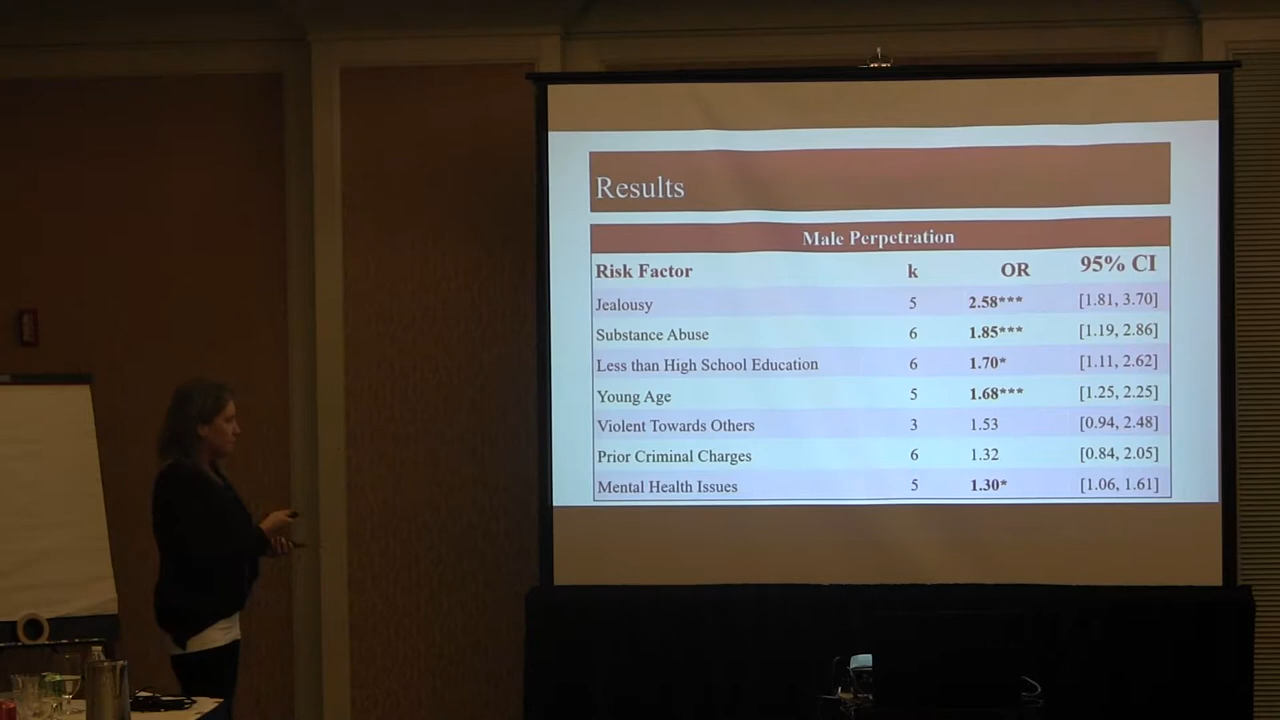 Results
Male Perpetration
Risk Factor k OR 95% CI
Jealousy 5 2.58*** [1.81, 3.70]
Substance Abuse 6 1.85*** [1.19, 2.86]
Less than High School Education 6 1.70* [1.11, 2.62]
Young Age 5 1.68*** [1.25, 2.25]
Violent Towards Others 3 1.53 [0.94, 2.48]
Prior Criminal Charges 6 1.32 [0.84, 2.05]
Mental Health Issues 5 1.30* [1.06, 1.61]